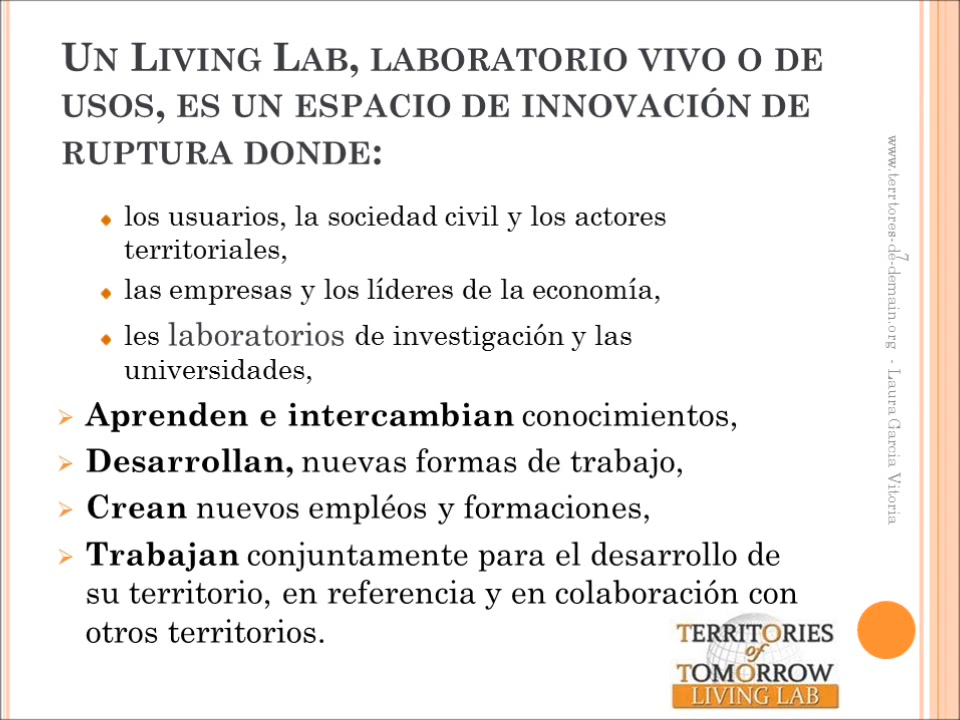 Un Living Lab, laboratorio vivo o de
usos, es un espacio de innovación de
ruptura donde:
los usuarios, la sociedad civil y los actores
territoriales,
las empresas y los líderes de la economía,
les laboratorios de investigación y las
universidades,
Aprenden e intercambian conocimientos,
Desarrollan, nuevas formas de trabajo,
Crean nuevos empléos y formaciones,
Trabajan conjuntamente para el desarrollo de
su territorio, en referencia y en colaboración con
otros territorios.
7
www.terrtores-de-demain.org - Laura Garcia Vitoria
TERRITORIES
of
TOMORROW
LIVING LAB